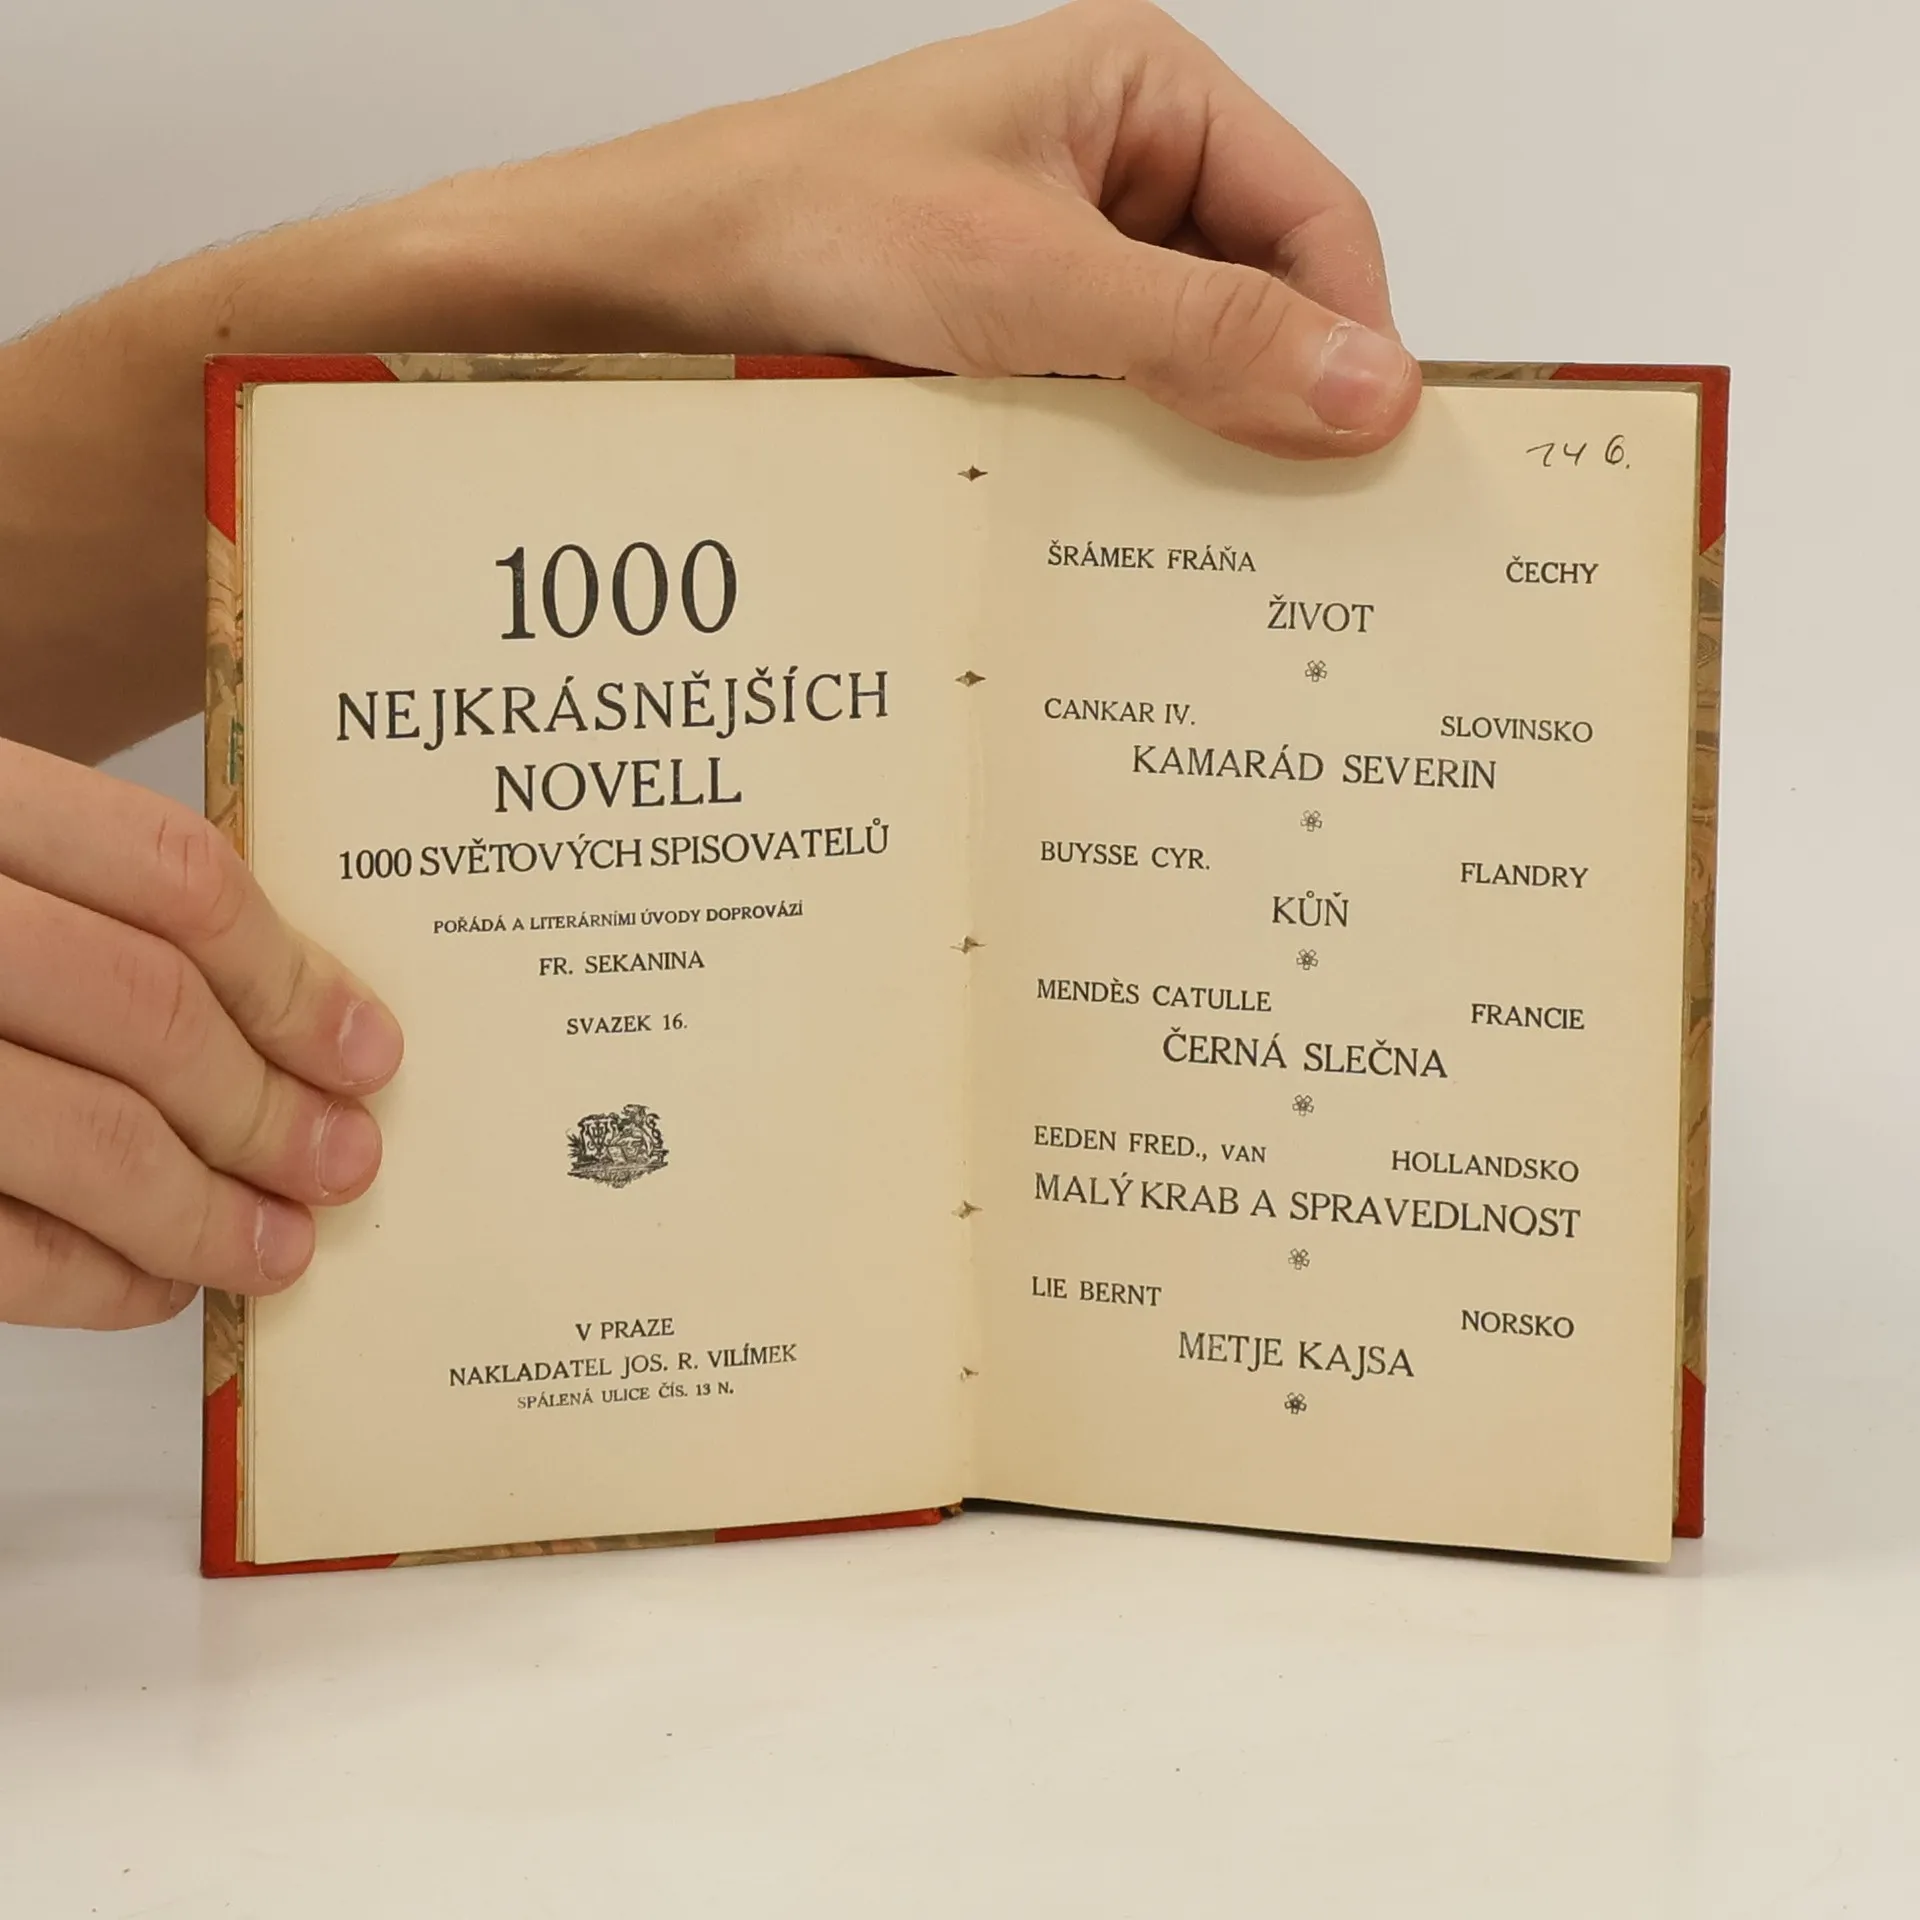 1000
NEJKRÁSNĚJŠÍCH
NOVELL
1000 SVĚTOVÝCH SPISOVATELŮ
POŘÁDÁ A LITERÁRNÍMI ÚVODY DOPROVÁZÍ
FR. SEKANINA
SVAZEK 16.
V PRAZE
NAKLADATEL JOS. R. VILÍMEK
SPÁLENÁ ULICE ČÍS. 13 N.
146.
ŠRÁMEK FRÁŇA ČECHY
ŽIVOT
CANKAR IV. SLOVINSKO
KAMARÁD SEVERIN
BUYSSE CYR. FLANDRY
KŮŇ
MENDÈS CATULLE FRANCIE
ČERNÁ SLEČNA
EEDEN FRED., VAN HOLLANDSKO
MALÝ KRAB A SPRAVEDLNOST
LIE BERNT NORSKO
METJE KAJSA